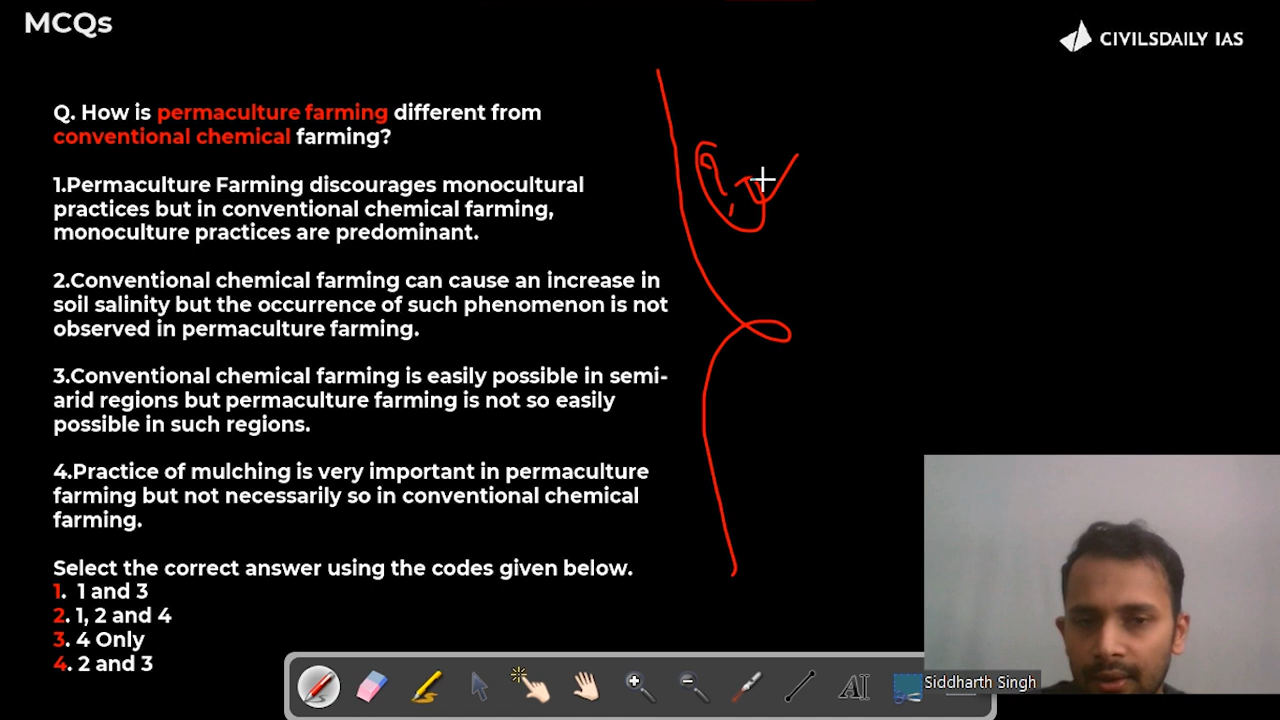 MCQs
CIVILSDAILY IAS
Q. How is permaculture farming different from
conventional chemical farming?
1.Permaculture Farming discourages monocultural
practices but in conventional chemical farming,
monoculture practices are predominant.
2.Conventional chemical farming can cause an increase in
soil salinity but the occurrence of such phenomenon is not
observed in permaculture farming.
3.Conventional chemical farming is easily possible in semi-
arid regions but permaculture farming is not so easily
possible in such regions.
4.Practice of mulching is very important in permaculture
farming but not necessarily so in conventional chemical
farming.
Select the correct answer using the codes given below.
1. 1 and 3
2. 1, 2 and 4
3. 4 Only
4. 2 and 3
AI
Siddharth Singh